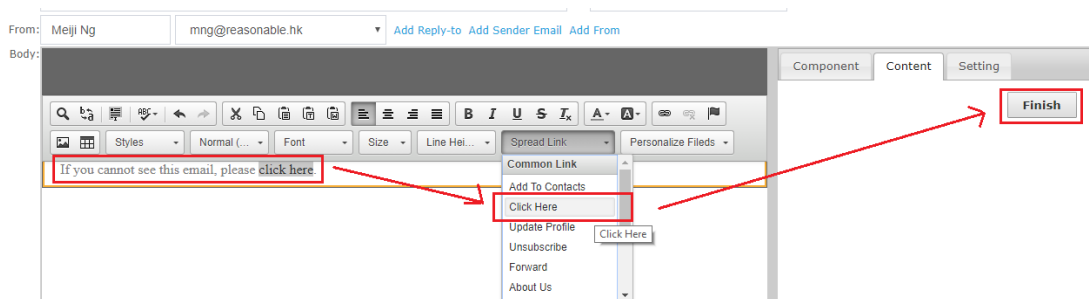 From: Meiji Ng mng@reasonable.hk Add Reply-to Add Sender Email Add From
Body:
Component Content Setting
Finish
B I U S Ix A A
Styles Normal (... Font Size Line Hei... Spread Link Personalize Fileds
If you cannot see this email, please click here.
Common Link
Add To Contacts
Click Here
Update Profile
Click Here
Unsubscribe
Forward
About Us